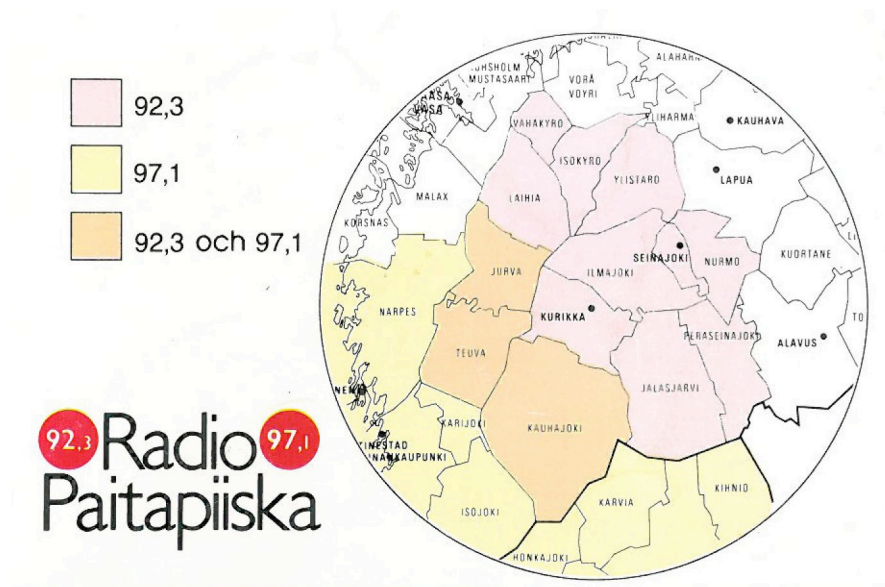 92,3
97,1
92,3 och 97,1
MUSTASAARI
VÖRÅ
VÖYRI
VASA
KAUHAVA
VÄHÄKYRÖ
YLIHÄRMÄ
ISOKYRÖ
YLISTARO
LAPUA
LAIHIA
MALAX
KORSNÄS
SEINÄJOKI
NURMO
KUORTANE
JURVA
ILMAJOKI
NÄRPES
KURIKKA
PERÄSEINÄJOKI
ALAVUS
TEUVA
JALASJÄRVI
KARIJOKI
KAUHAJOKI
KARVIA
KIHNIÖ
ISOJOKI
HONKAJOKI
92,3 Radio 97,1
Paitapiiska